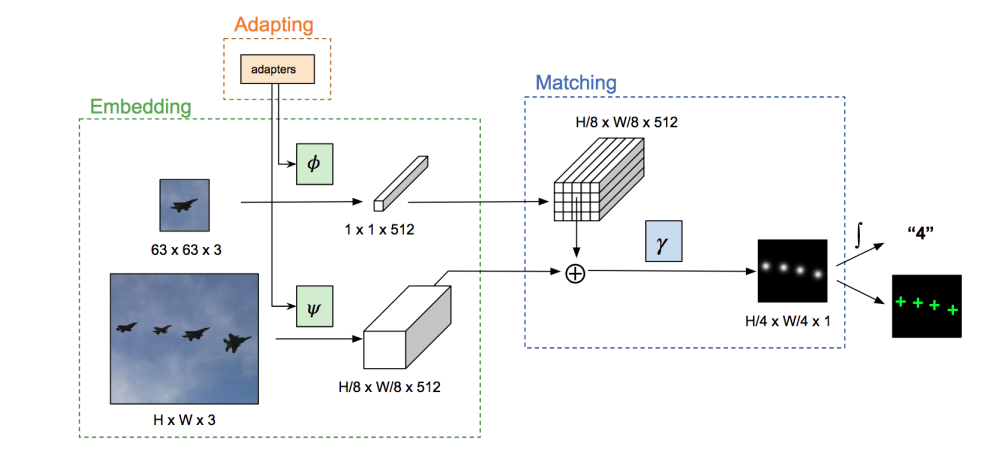 Adapting
adapters
Embedding
Matching
H/8 x W/8 x 512
ϕ
63 x 63 x 3
1 x 1 x 512
γ
∫
“4”
ψ
H/4 x W/4 x 1
H/8 x W/8 x 512
H x W x 3